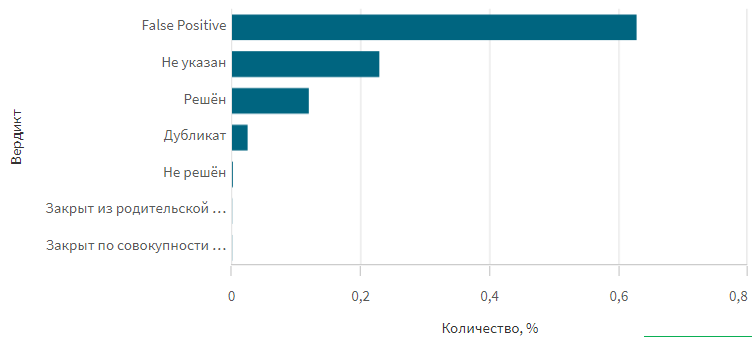 Вердикт
False Positive
Не указан
Решён
Дубликат
Не решён
Закрыт из родительской ...
Закрыт по совокупности ...
0 0,2 0,4 0,6 0,8
Количество, %